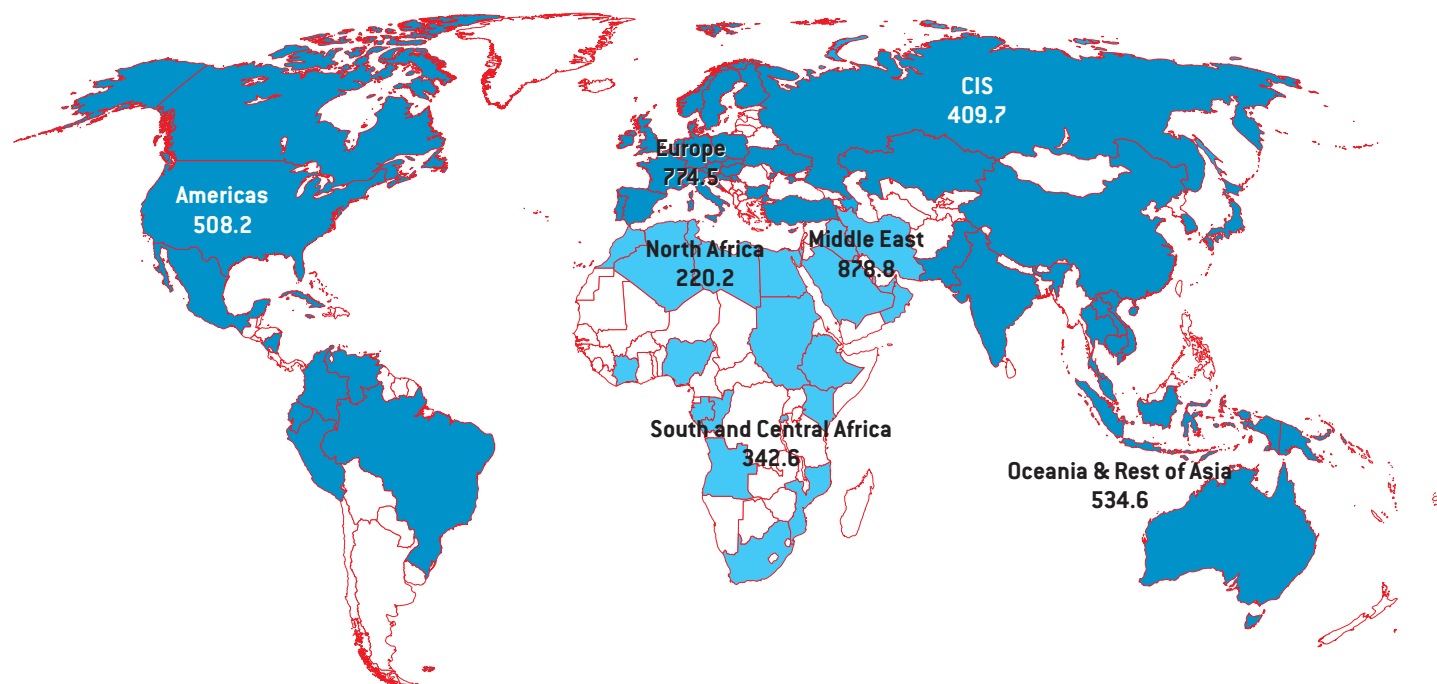 CIS
409.7
Europe
774.5
Americas
508.2
North Africa
220.2
Middle East
878.8
South and Central Africa
342.6
Oceania & Rest of Asia
534.6